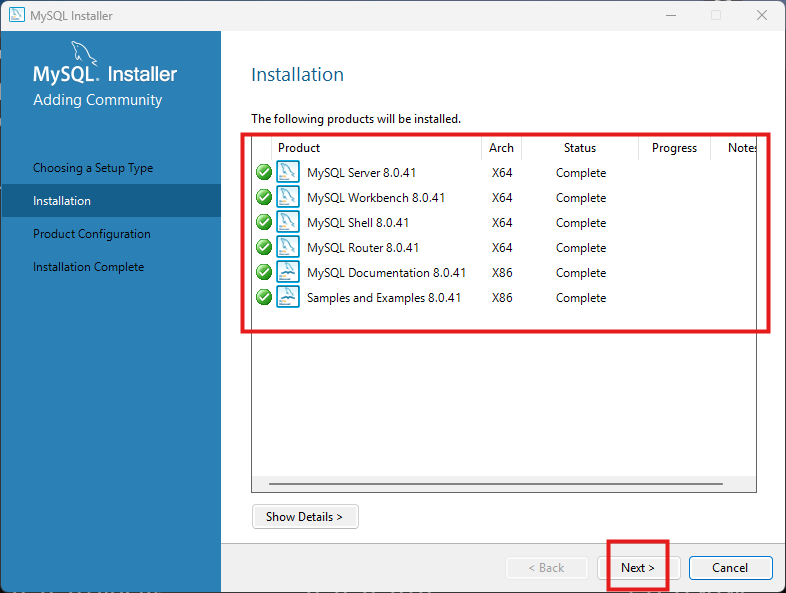 MySQL Installer
MySQL. Installer
Adding Community
Choosing a Setup Type
Installation
Product Configuration
Installation Complete
Installation
The following products will be installed.
Product Arch Status Progress Notes
MySQL Server 8.0.41 X64 Complete
MySQL Workbench 8.0.41 X64 Complete
MySQL Shell 8.0.41 X64 Complete
MySQL Router 8.0.41 X64 Complete
MySQL Documentation 8.0.41 X86 Complete
Samples and Examples 8.0.41 X86 Complete
Show Details >
< Back Next > Cancel